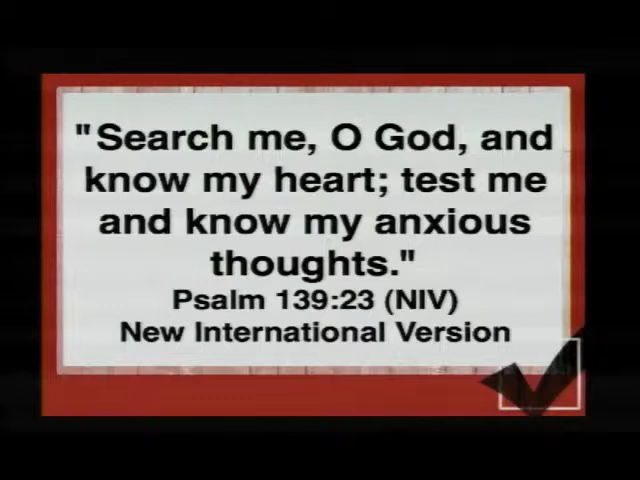 "Search me, O God, and
know my heart; test me
and know my anxious
thoughts."
Psalm 139:23 (NIV)
New International Version